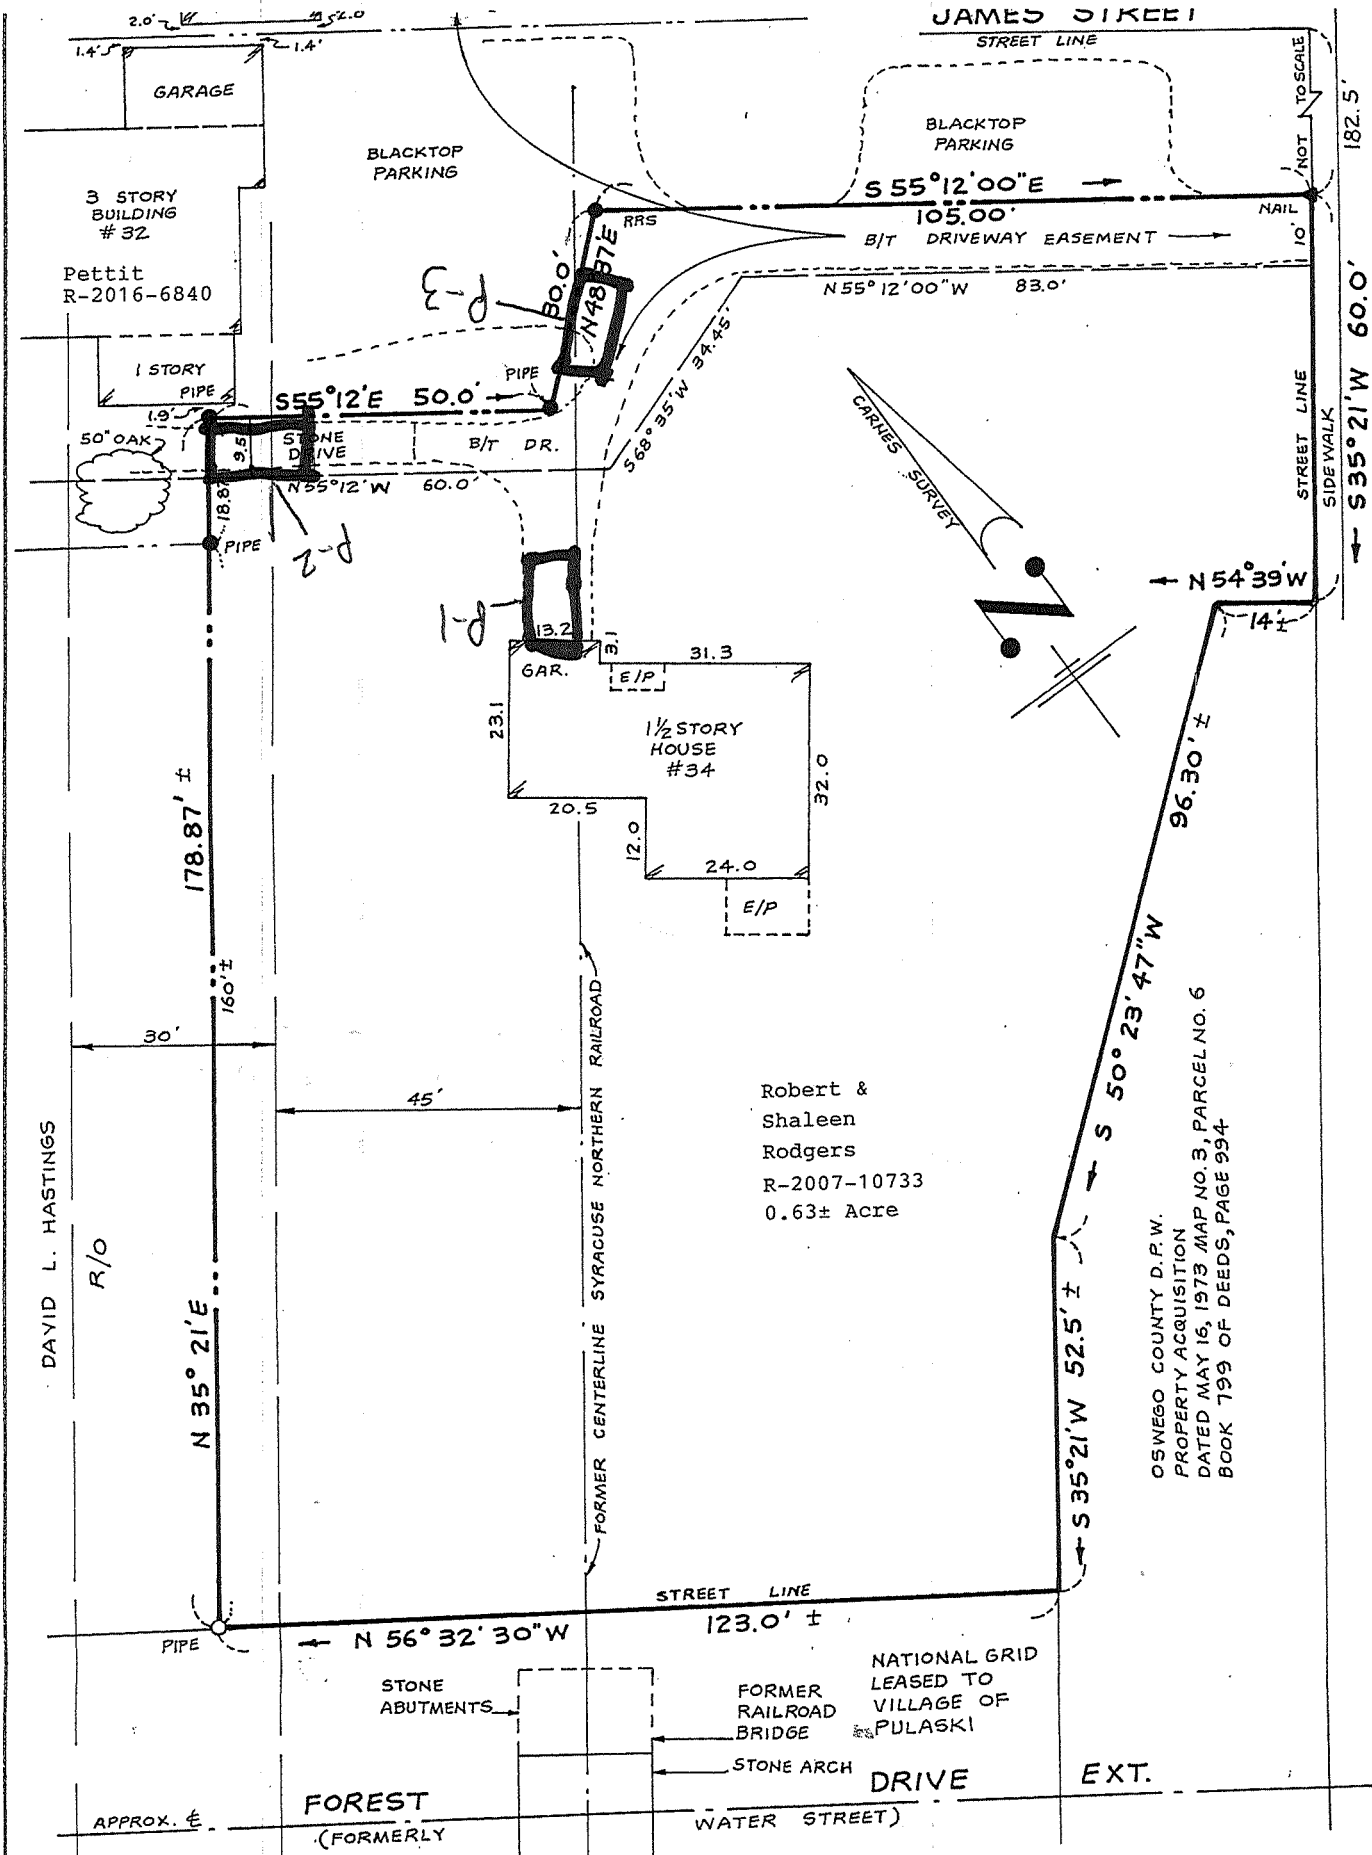 JAMES STREET
STREET LINE
2.0'
1.4'
1.4'
GARAGE
NOT TO SCALE
182.5'
BLACKTOP
PARKING
BLACKTOP
PARKING
3 STORY
BUILDING
# 32
Pettit
R-2016-6840
S 55°12'00"E
105.00'
RRS
NAIL
10'
B/T DRIVEWAY EASEMENT
N55°12'00"W 83.0'
P-3
30.0'
1 STORY
PIPE
PIPE
S55°12'E 50.0'
1.9'
50" OAK
9.5
STONE
DRIVE
B/T DR.
S 68° 35' W 34.45'
N55°12'W 60.0'
18.87
PIPE
P-2
CARNES SURVEY
STREET LINE
SIDEWALK
S 35°21'W 60.0'
N 54°39'W
14'±
P-1
13.2
3.1
GAR.
E/P
31.3
23.1
1½ STORY
HOUSE
#34
32.0
20.5
12.0
24.0
E/P
96.30' ±
S 50° 23' 47"W
178.87' ±
160'±
30'
45'
N 35° 21'E
DAVID L. HASTINGS
R/O
FORMER CENTERLINE SYRACUSE NORTHERN RAILROAD
Robert &
Shaleen
Rodgers
R-2007-10733
0.63± Acre
OSWEGO COUNTY D.P.W.
PROPERTY ACQUISITION
DATED MAY 16, 1973 MAP NO. 3, PARCEL NO. 6
BOOK 799 OF DEEDS, PAGE 994
S 35°21'W 52.5' ±
STREET LINE
123.0' ±
N 56° 32' 30"W
PIPE
STONE
ABUTMENTS
FORMER
RAILROAD
BRIDGE
NATIONAL GRID
LEASED TO
VILLAGE OF
PULASKI
STONE ARCH
FOREST DRIVE EXT.
APPROX. ℄
(FORMERLY WATER STREET)